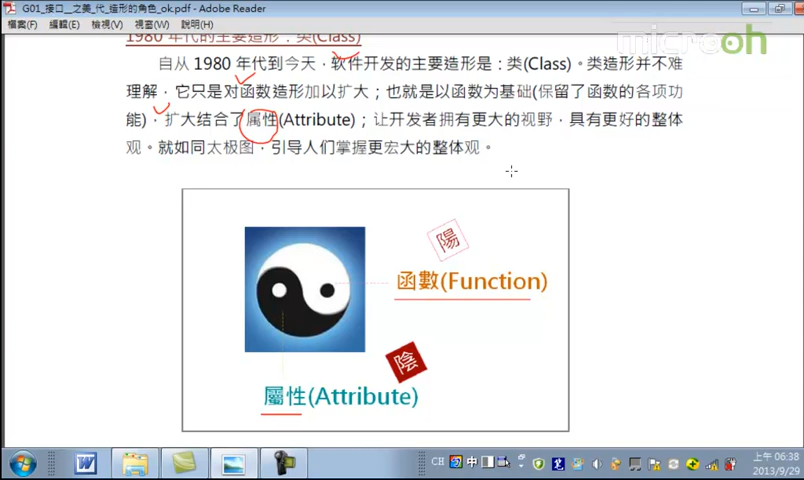 G01_接口__之美_代_造形的角色_ok.pdf - Adobe Reader
檔案(F) 編輯(E) 檢視(V) 視窗(W) 說明(H)
microoh
1980 年代的主要造形：类(Class)
自从 1980 年代到今天，软件开发的主要造形是：类(Class)。类造形并不难
理解，它只是对函数造形加以扩大；也就是以函数为基础(保留了函数的各项功
能)，扩大结合了属性(Attribute)；让开发者拥有更大的视野，具有更好的整体
观。就如同太极图，引导人们掌握更宏大的整体观。
陽
函數(Function)
陰
屬性(Attribute)
CH 中
上午 06:38
2013/9/29